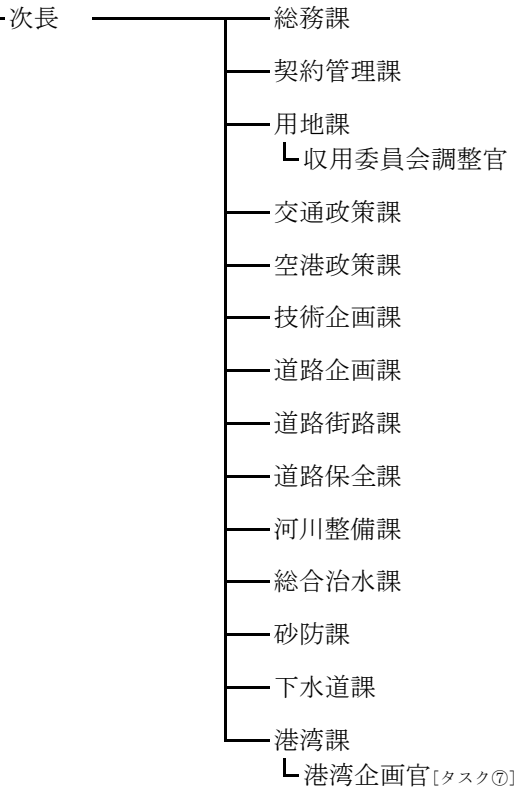 次長
総務課
契約管理課
用地課
収用委員会調整官
交通政策課
空港政策課
技術企画課
道路企画課
道路街路課
道路保全課
河川整備課
総合治水課
砂防課
下水道課
港湾課
港湾企画官[タスク⑦]